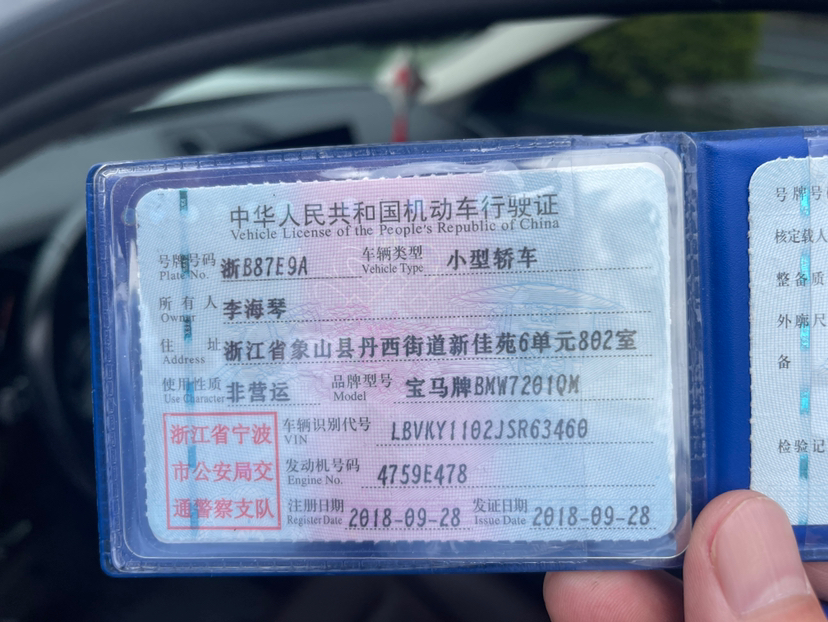 中华人民共和国机动车行驶证
Vehicle License of the People's Republic of China
号牌号码 浙B87E9A 车辆类型 小型轿车
Plate No. Vehicle Type
所有人 李海琴
Owner
住址 浙江省象山县丹西街道新佳苑6单元802室
Address
使用性质 非营运 品牌型号 宝马牌BMW7201QM
Use Character Model
浙江省宁波
市公安局交
通警察支队
车辆识别代号 LBVKY1102JSR63460
VIN
发动机号码 4759E478
Engine No.
注册日期 2018-09-28 发证日期 2018-09-28
Register Date Issue Date
号牌号
核定载人
整备质
外廓尺
备
检验记